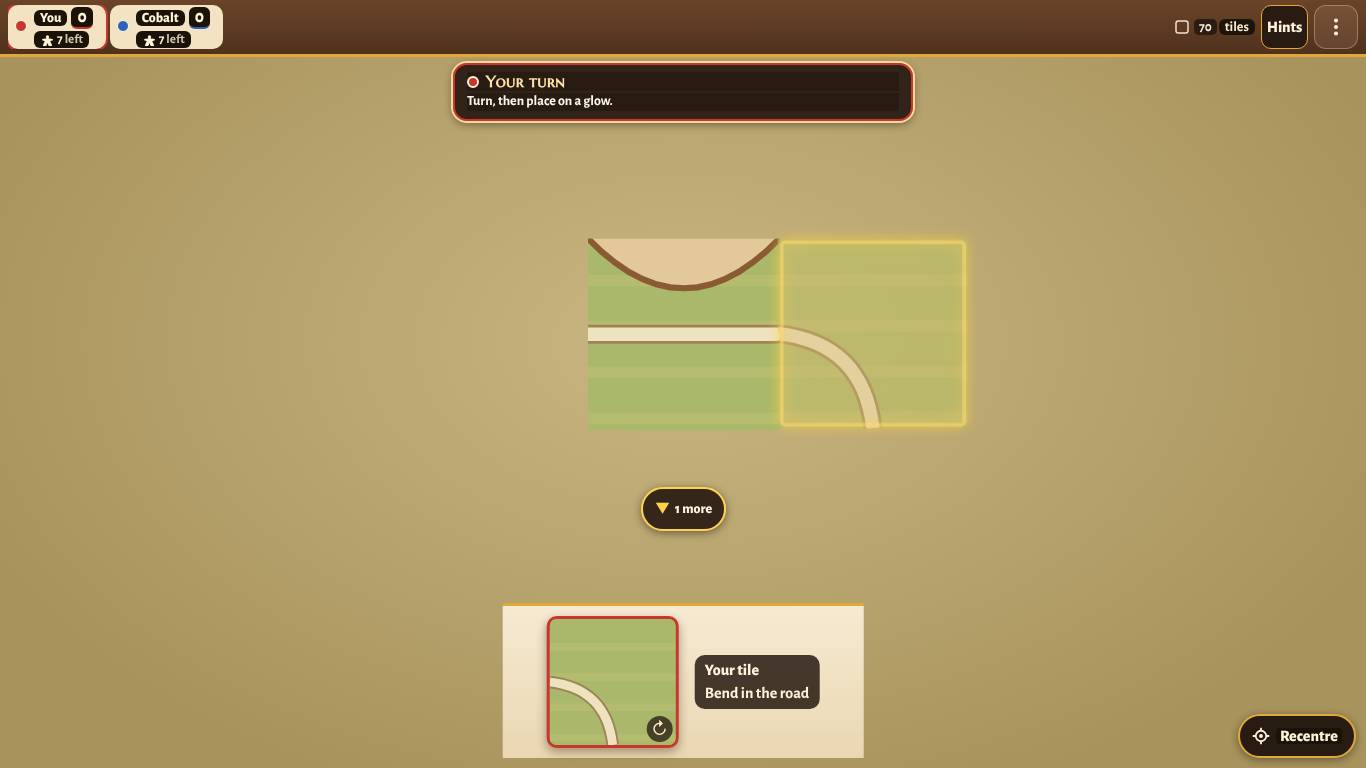 You 0
7 left
Cobalt 0
7 left
70 tiles
Hints
Your turn
Turn, then place on a glow.
1 more
Your tile
Bend in the road
Recentre